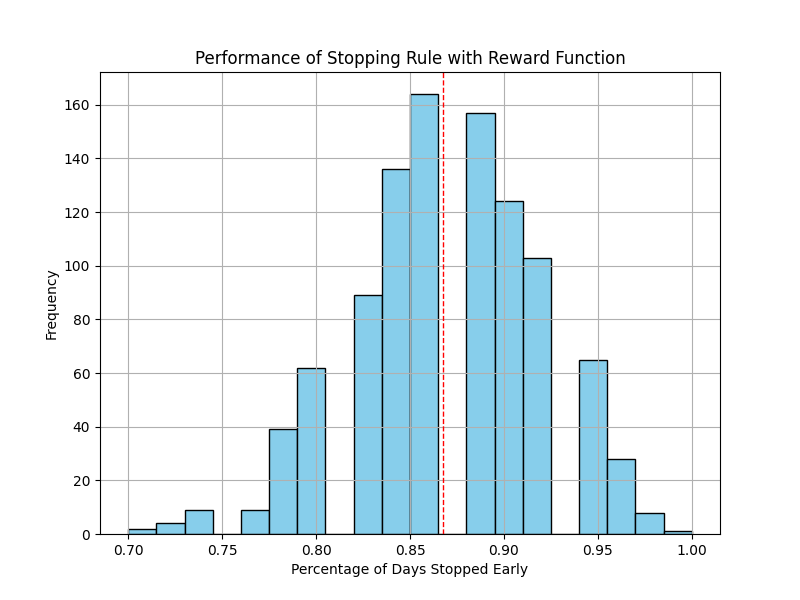 Performance of Stopping Rule with Reward Function
160
140
120
100
80
60
40
20
0
Frequency
0.70 0.75 0.80 0.85 0.90 0.95 1.00
Percentage of Days Stopped Early